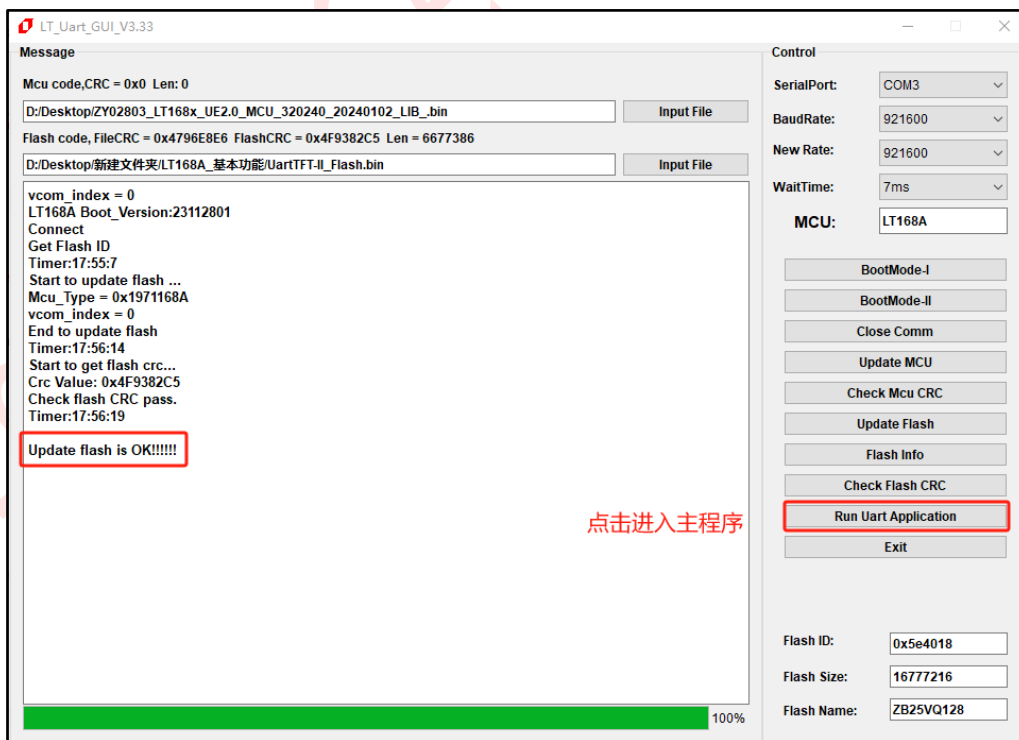 LT_Uart_GUI_V3.33
Message
Mcu code,CRC = 0x0 Len: 0
D:/Desktop/ZY02803_LT168x_UE2.0_MCU_320240_20240102_LIB_.bin
Input File
Flash code, FileCRC = 0x4796E8E6 FlashCRC = 0x4F9382C5 Len = 6677386
D:/Desktop/新建文件夹/LT168A_基本功能/UartTFT-II_Flash.bin
Input File
vcom_index = 0
LT168A Boot_Version:23112801
Connect
Get Flash ID
Timer:17:55:7
Start to update flash ...
Mcu_Type = 0x1971168A
vcom_index = 0
End to update flash
Timer:17:56:14
Start to get flash crc...
Crc Value: 0x4F9382C5
Check flash CRC pass.
Timer:17:56:19
Update flash is OK!!!!!!
点击进入主程序
100%
Control
SerialPort:
COM3
BaudRate:
921600
New Rate:
921600
WaitTime:
7ms
MCU:
LT168A
BootMode-I
BootMode-II
Close Comm
Update MCU
Check Mcu CRC
Update Flash
Flash Info
Check Flash CRC
Run Uart Application
Exit
Flash ID:
0x5e4018
Flash Size:
16777216
Flash Name:
ZB25VQ128